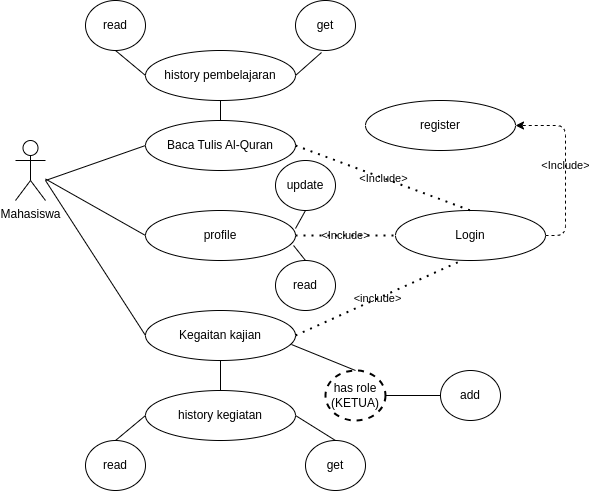 read
get
history pembelajaran
register
Baca Tulis Al-Quran
<Include>
<Include>
update
Mahasiswa
profile
<Include>
Login
read
<include>
Kegaitan kajian
has role
(KETUA)
add
history kegiatan
read
get